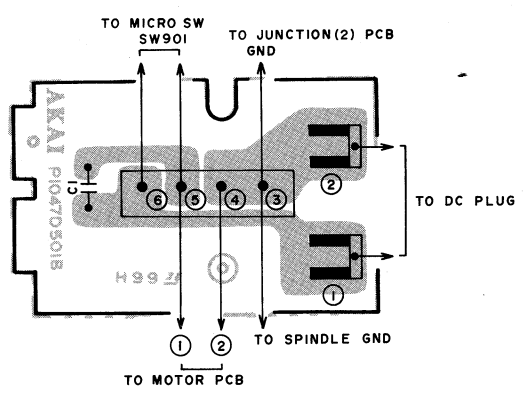 TO MICRO SW
SW901
TO JUNCTION(2) PCB
GND
AKAI P1047D501B
C1
6 5 4 3
2
TO DC PLUG
1
1 2
TO SPINDLE GND
TO MOTOR PCB